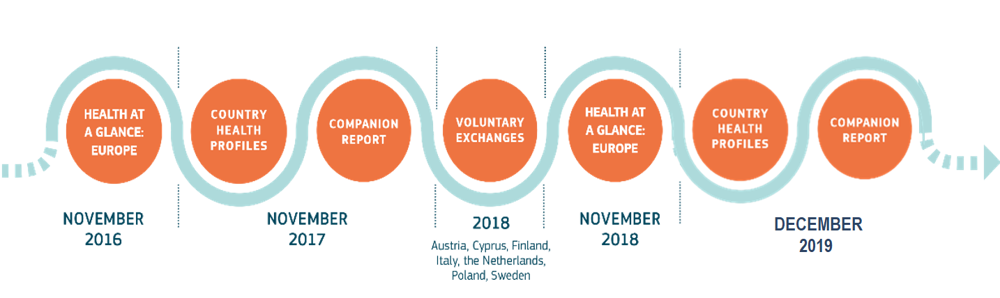 HEALTH AT
A GLANCE:
EUROPE
NOVEMBER
2016
COUNTRY
HEALTH
PROFILES
COMPANION
REPORT
NOVEMBER
2017
VOLUNTARY
EXCHANGES
2018
Austria, Cyprus, Finland,
Italy, the Netherlands,
Poland, Sweden
HEALTH AT
A GLANCE:
EUROPE
NOVEMBER
2018
COUNTRY
HEALTH
PROFILES
COMPANION
REPORT
DECEMBER
2019